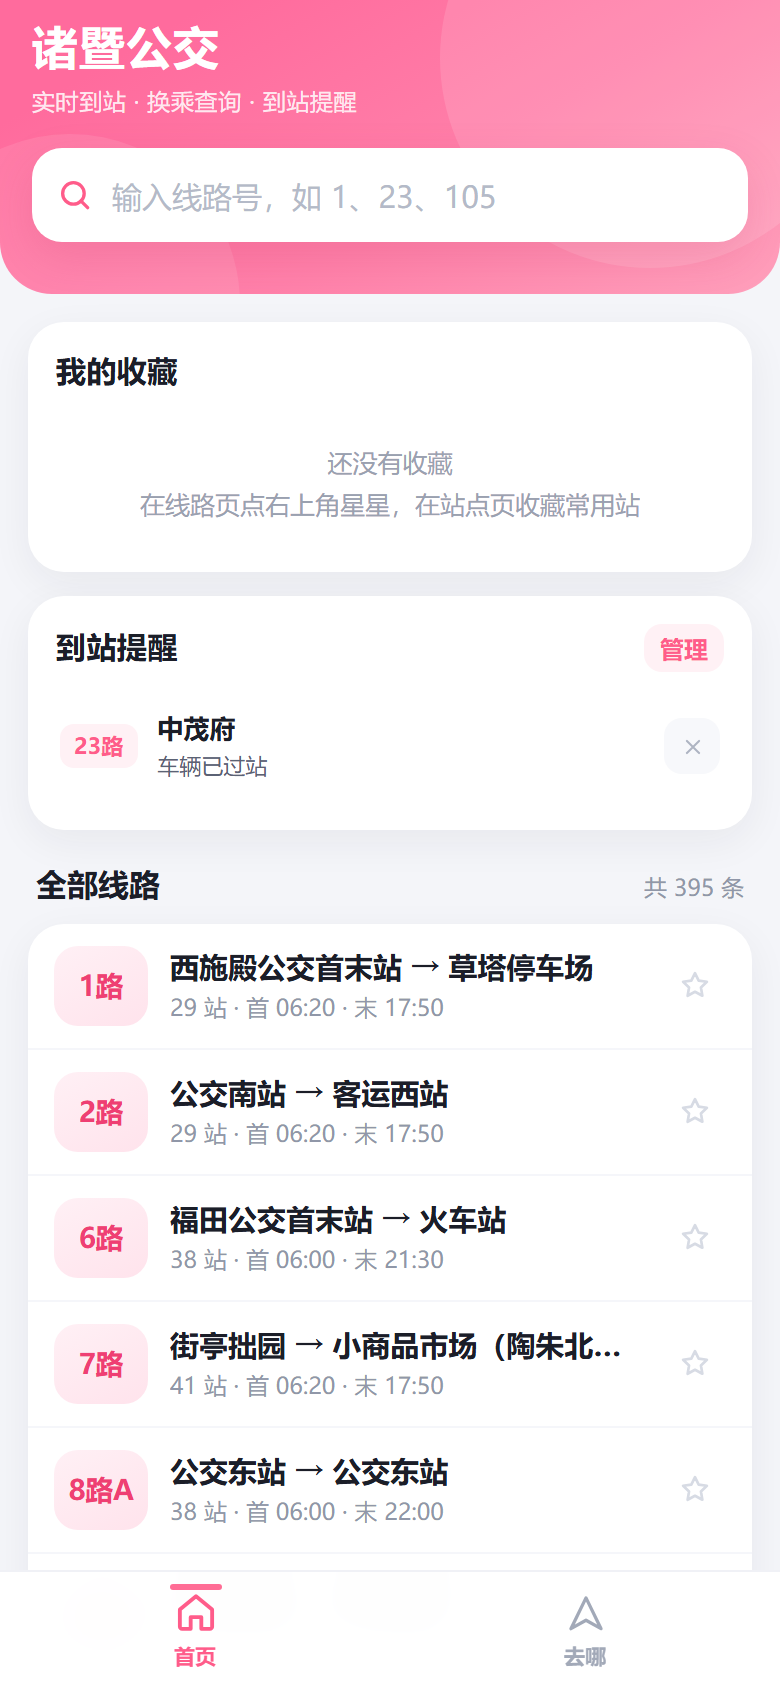 诸暨公交
实时到站 · 换乘查询 · 到站提醒
输入线路号，如 1、23、105
我的收藏
还没有收藏
在线路页点右上角星星，在站点页收藏常用站
到站提醒
管理
23路
中茂府
车辆已过站
全部线路
共 395 条
1路
西施殿公交首末站 → 草塔停车场
29 站 · 首 06:20 · 末 17:50
2路
公交南站 → 客运西站
29 站 · 首 06:20 · 末 17:50
6路
福田公交首末站 → 火车站
38 站 · 首 06:00 · 末 21:30
7路
街亭拙园 → 小商品市场（陶朱北...
41 站 · 首 06:20 · 末 17:50
8路A
公交东站 → 公交东站
38 站 · 首 06:00 · 末 22:00
首页
去哪